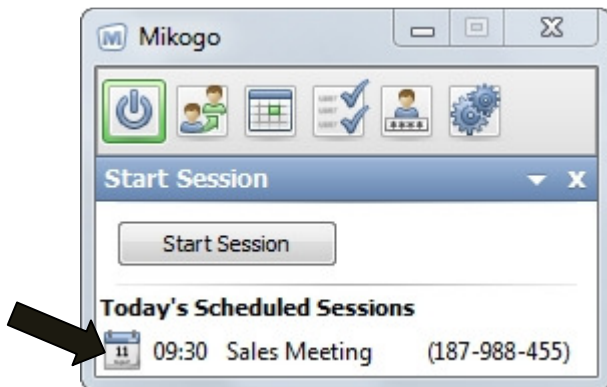 Mikogo
Start Session
Start Session
Today's Scheduled Sessions
11 09:30 Sales Meeting (187-988-455)